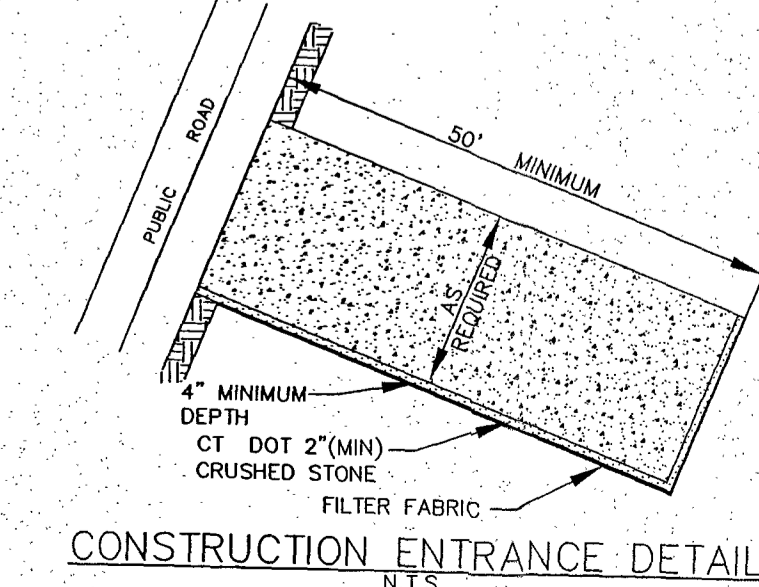 PUBLIC ROAD
50' MINIMUM
AS
REQUIRED
4" MINIMUM
DEPTH
CT DOT 2"(MIN)
CRUSHED STONE
FILTER FABRIC
CONSTRUCTION ENTRANCE DETAIL
N.T.S.